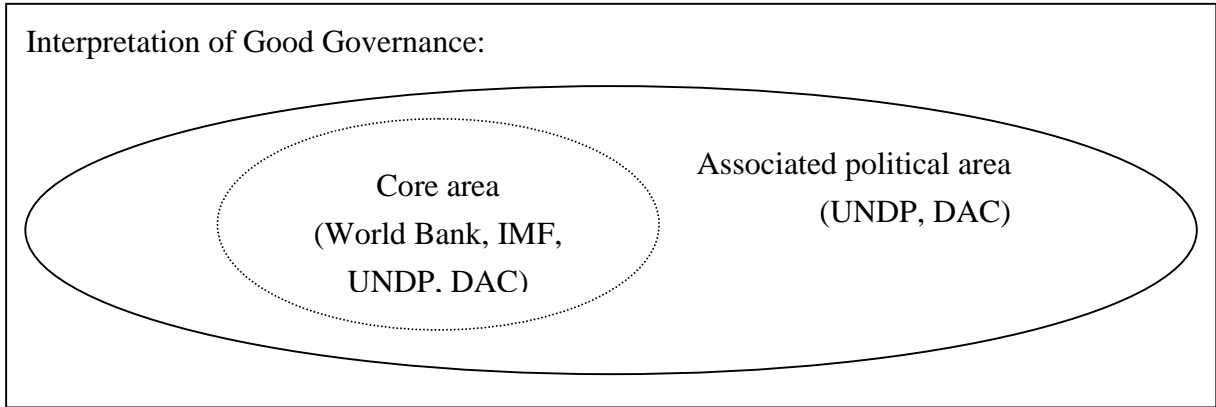 Interpretation of Good Governance:
Core area
(World Bank, IMF,
UNDP, DAC)
Associated political area
(UNDP, DAC)